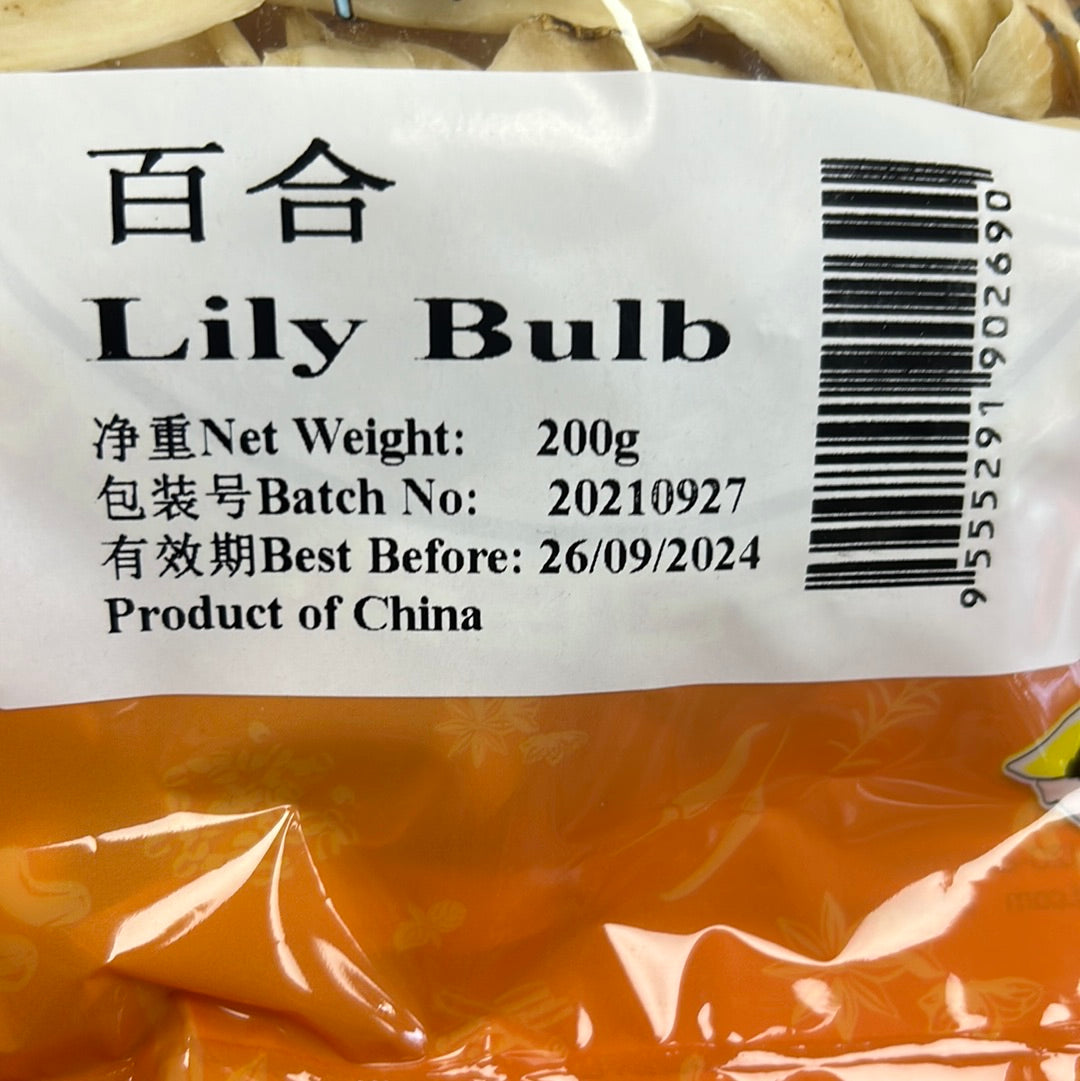 百合
Lily Bulb
净重Net Weight: 200g
包装号Batch No: 20210927
有效期Best Before: 26/09/2024
Product of China
9555291902690